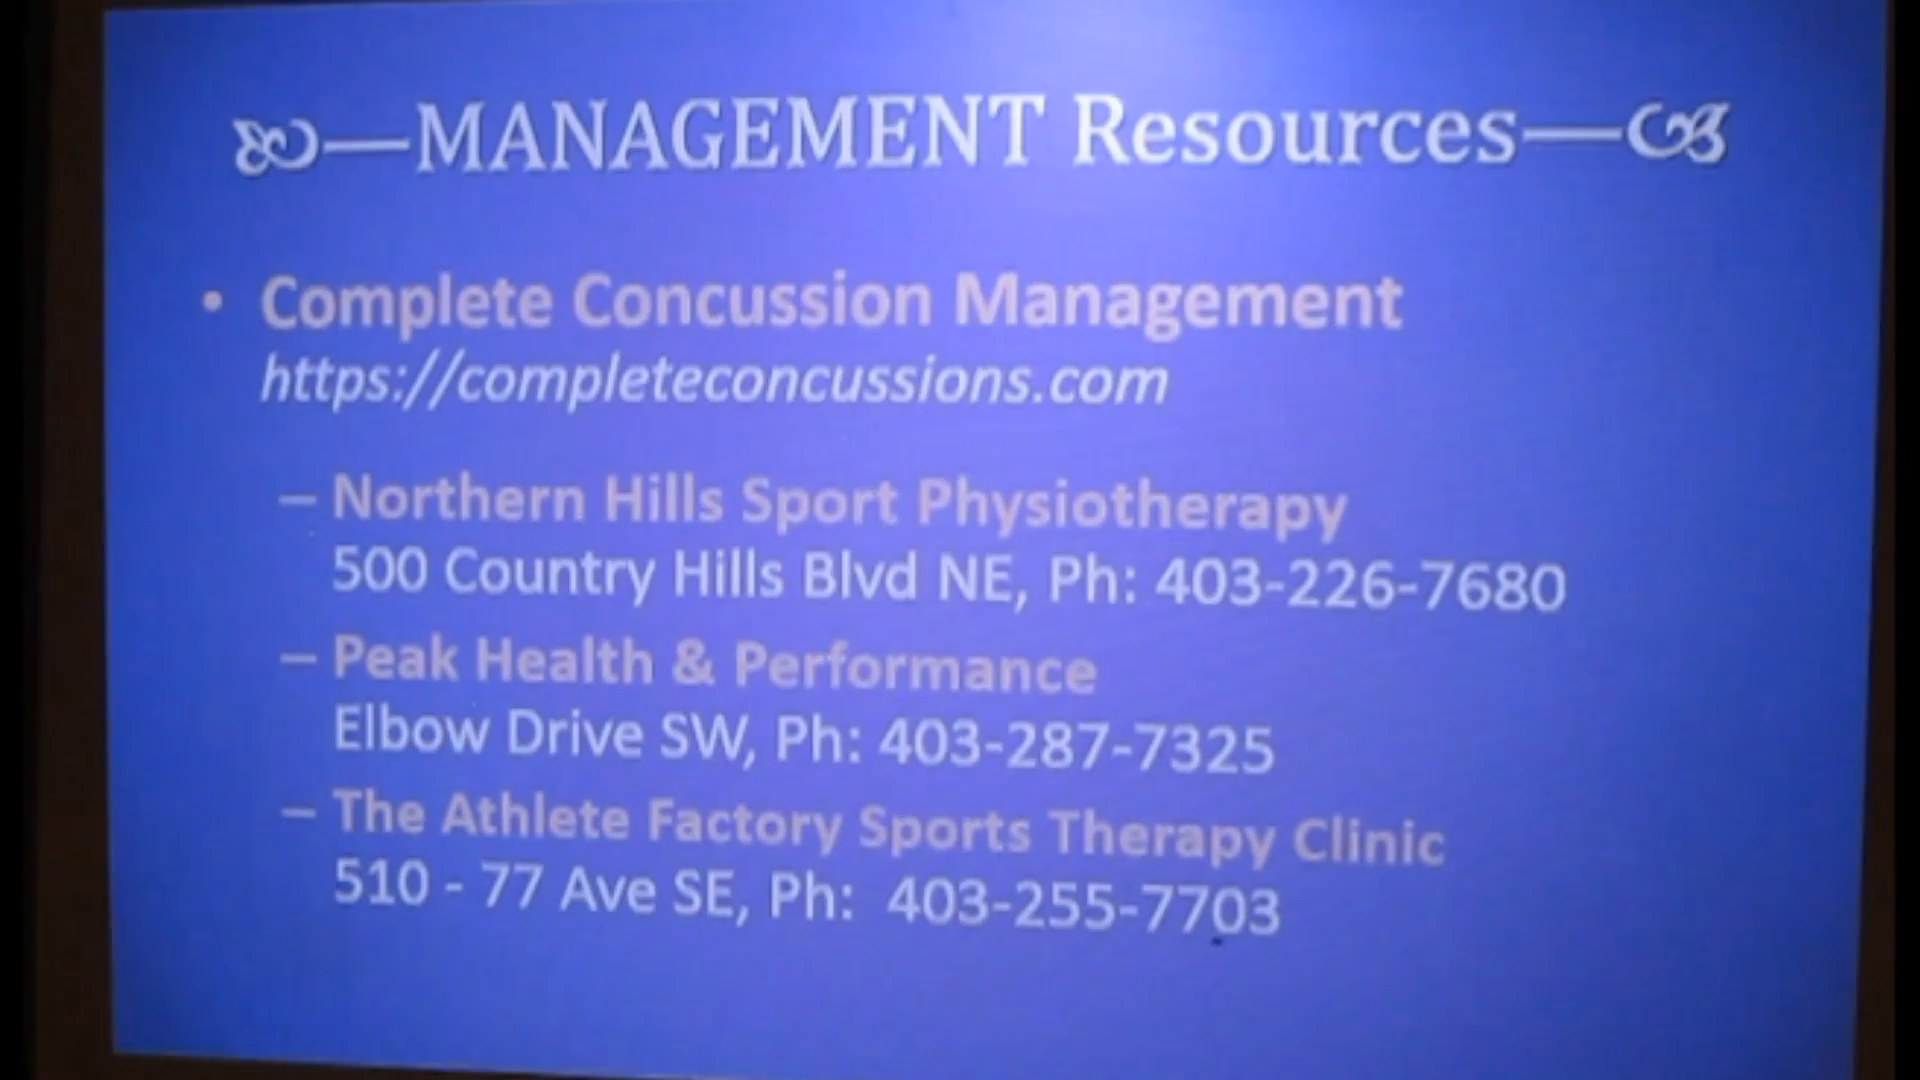 —MANAGEMENT Resources—
• Complete Concussion Management
https://completeconcussions.com
– Northern Hills Sport Physiotherapy
500 Country Hills Blvd NE, Ph: 403-226-7680
– Peak Health & Performance
Elbow Drive SW, Ph: 403-287-7325
– The Athlete Factory Sports Therapy Clinic
510 - 77 Ave SE, Ph:  403-255-7703